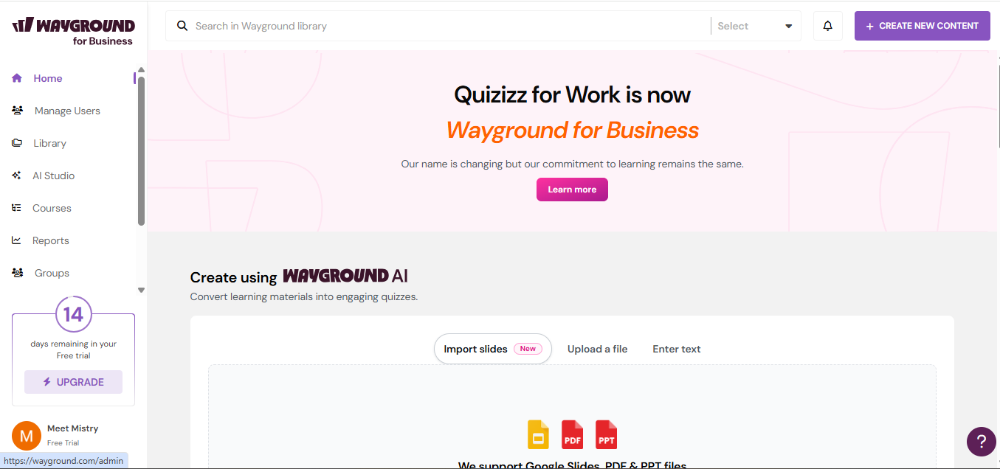 WAYGROUND
for Business
Search in Wayground library
Select
+ CREATE NEW CONTENT
Home
Manage Users
Library
AI Studio
Courses
Reports
Groups
14
days remaining in your
Free trial
UPGRADE
M
Meet Mistry
Free Trial
https://wayground.com/admin
Quizizz for Work is now
Wayground for Business
Our name is changing but our commitment to learning remains the same.
Learn more
Create using WAYGROUND AI
Convert learning materials into engaging quizzes.
Import slides New
Upload a file
Enter text
PDF
PPT
We support Google Slides, PDF & PPT files
?